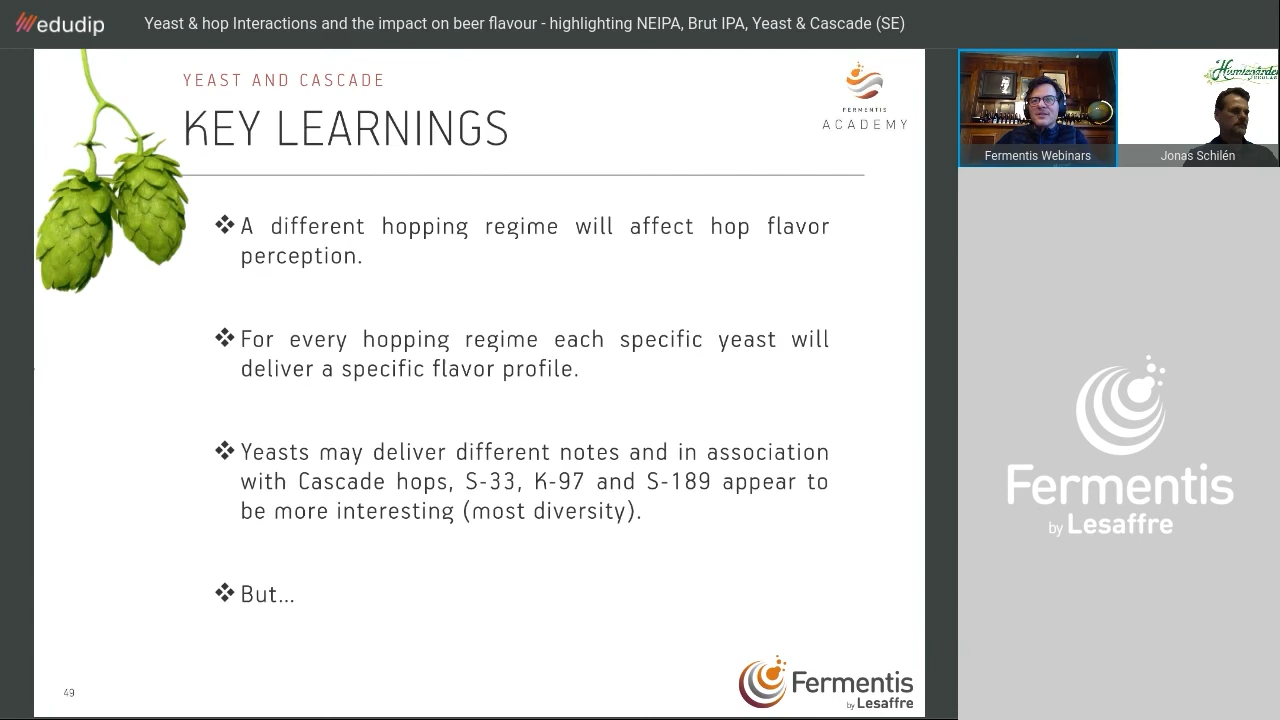 edudip
Yeast & hop Interactions and the impact on beer flavour - highlighting NEIPA, Brut IPA, Yeast & Cascade (SE)
YEAST AND CASCADE
KEY LEARNINGS
FERMENTIS
ACADEMY
❖ A different hopping regime will affect hop flavor
perception.
❖ For every hopping regime each specific yeast will
deliver a specific flavor profile.
❖ Yeasts may deliver different notes and in association
with Cascade hops, S-33, K-97 and S-189 appear to
be more interesting (most diversity).
❖ But...
49
Fermentis
by Lesaffre
Fermentis Webinars
Jonas Schilén
Fermentis
by Lesaffre